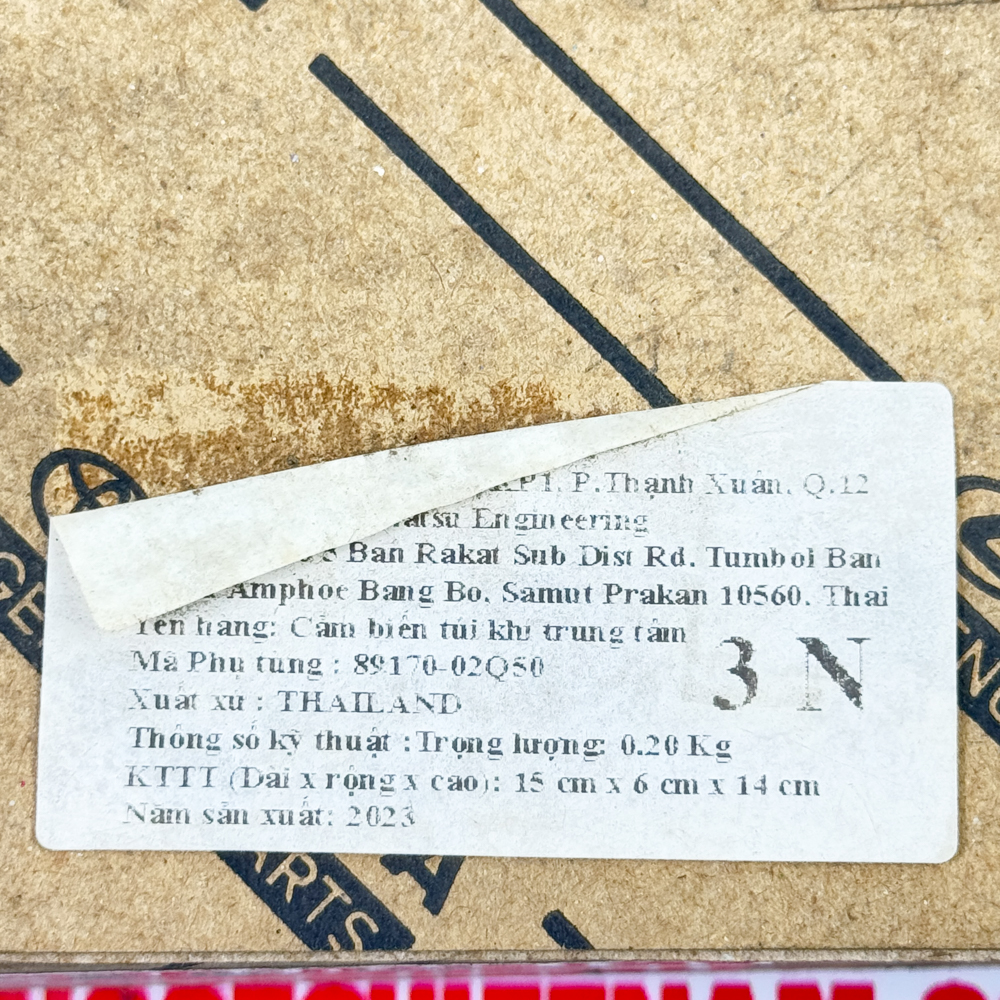 KP1, P.Thạnh Xuân, Q.12
Engineering
Ban Rakat Sub Dist Rd. Tumbol Ban
Amphoe Bang Bo, Samut Prakan 10560, Thai
Tên hàng: Cảm biến túi khí trung tâm
Mã Phụ tùng : 89170-02Q50
3 N
Xuất xứ : THAILAND
Thông số kỹ thuật :Trọng lượng: 0.20 Kg
KTTT (Dài x rộng x cao): 15 cm x 6 cm x 14 cm
Năm sản xuất: 2023
ARTS